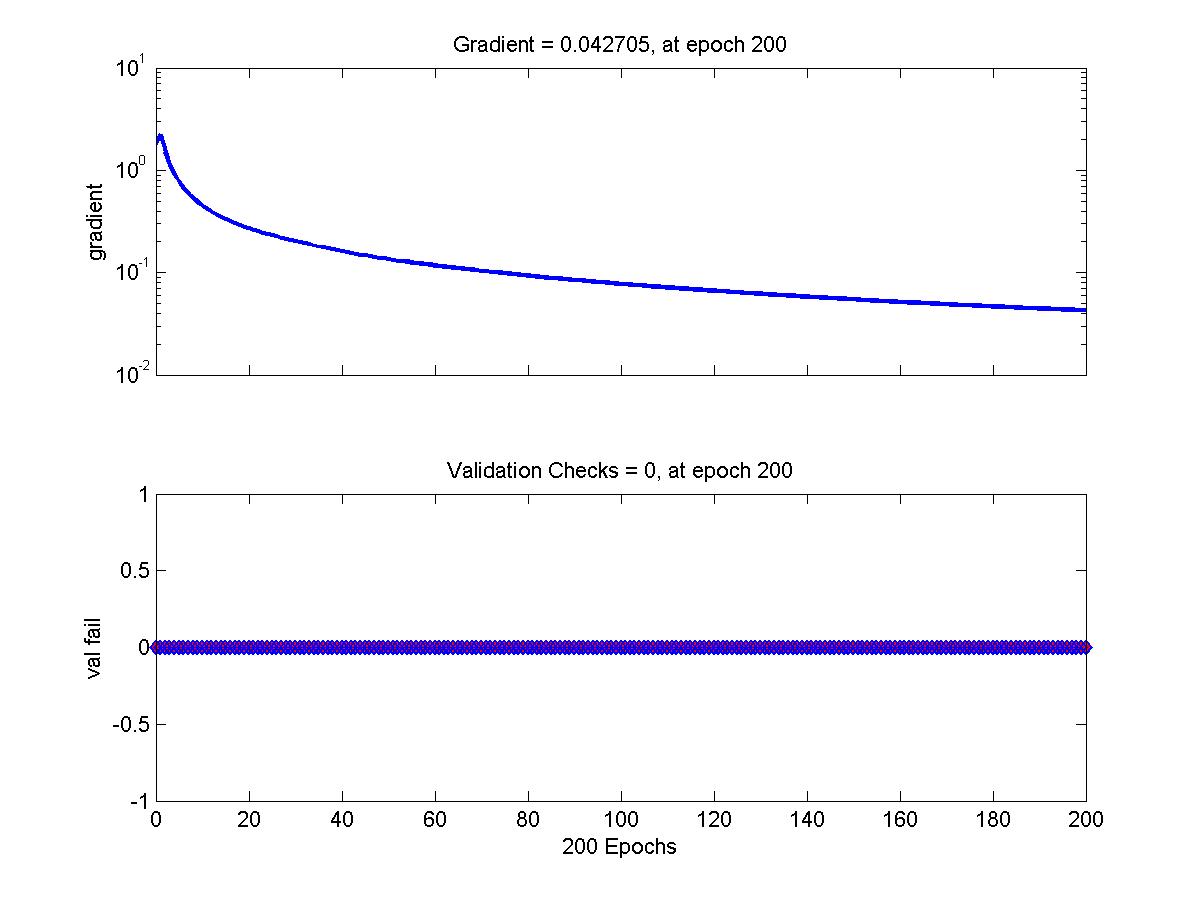 Gradient = 0.042705, at epoch 200
10^1
10^0
10^-1
10^-2
gradient
Validation Checks = 0, at epoch 200
1
0.5
0
-0.5
-1
val fail
0 20 40 60 80 100 120 140 160 180 200
200 Epochs